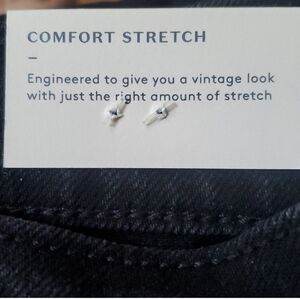 COMFORT STRETCH
–
Engineered to give you a vintage look
with just the right amount of stretch